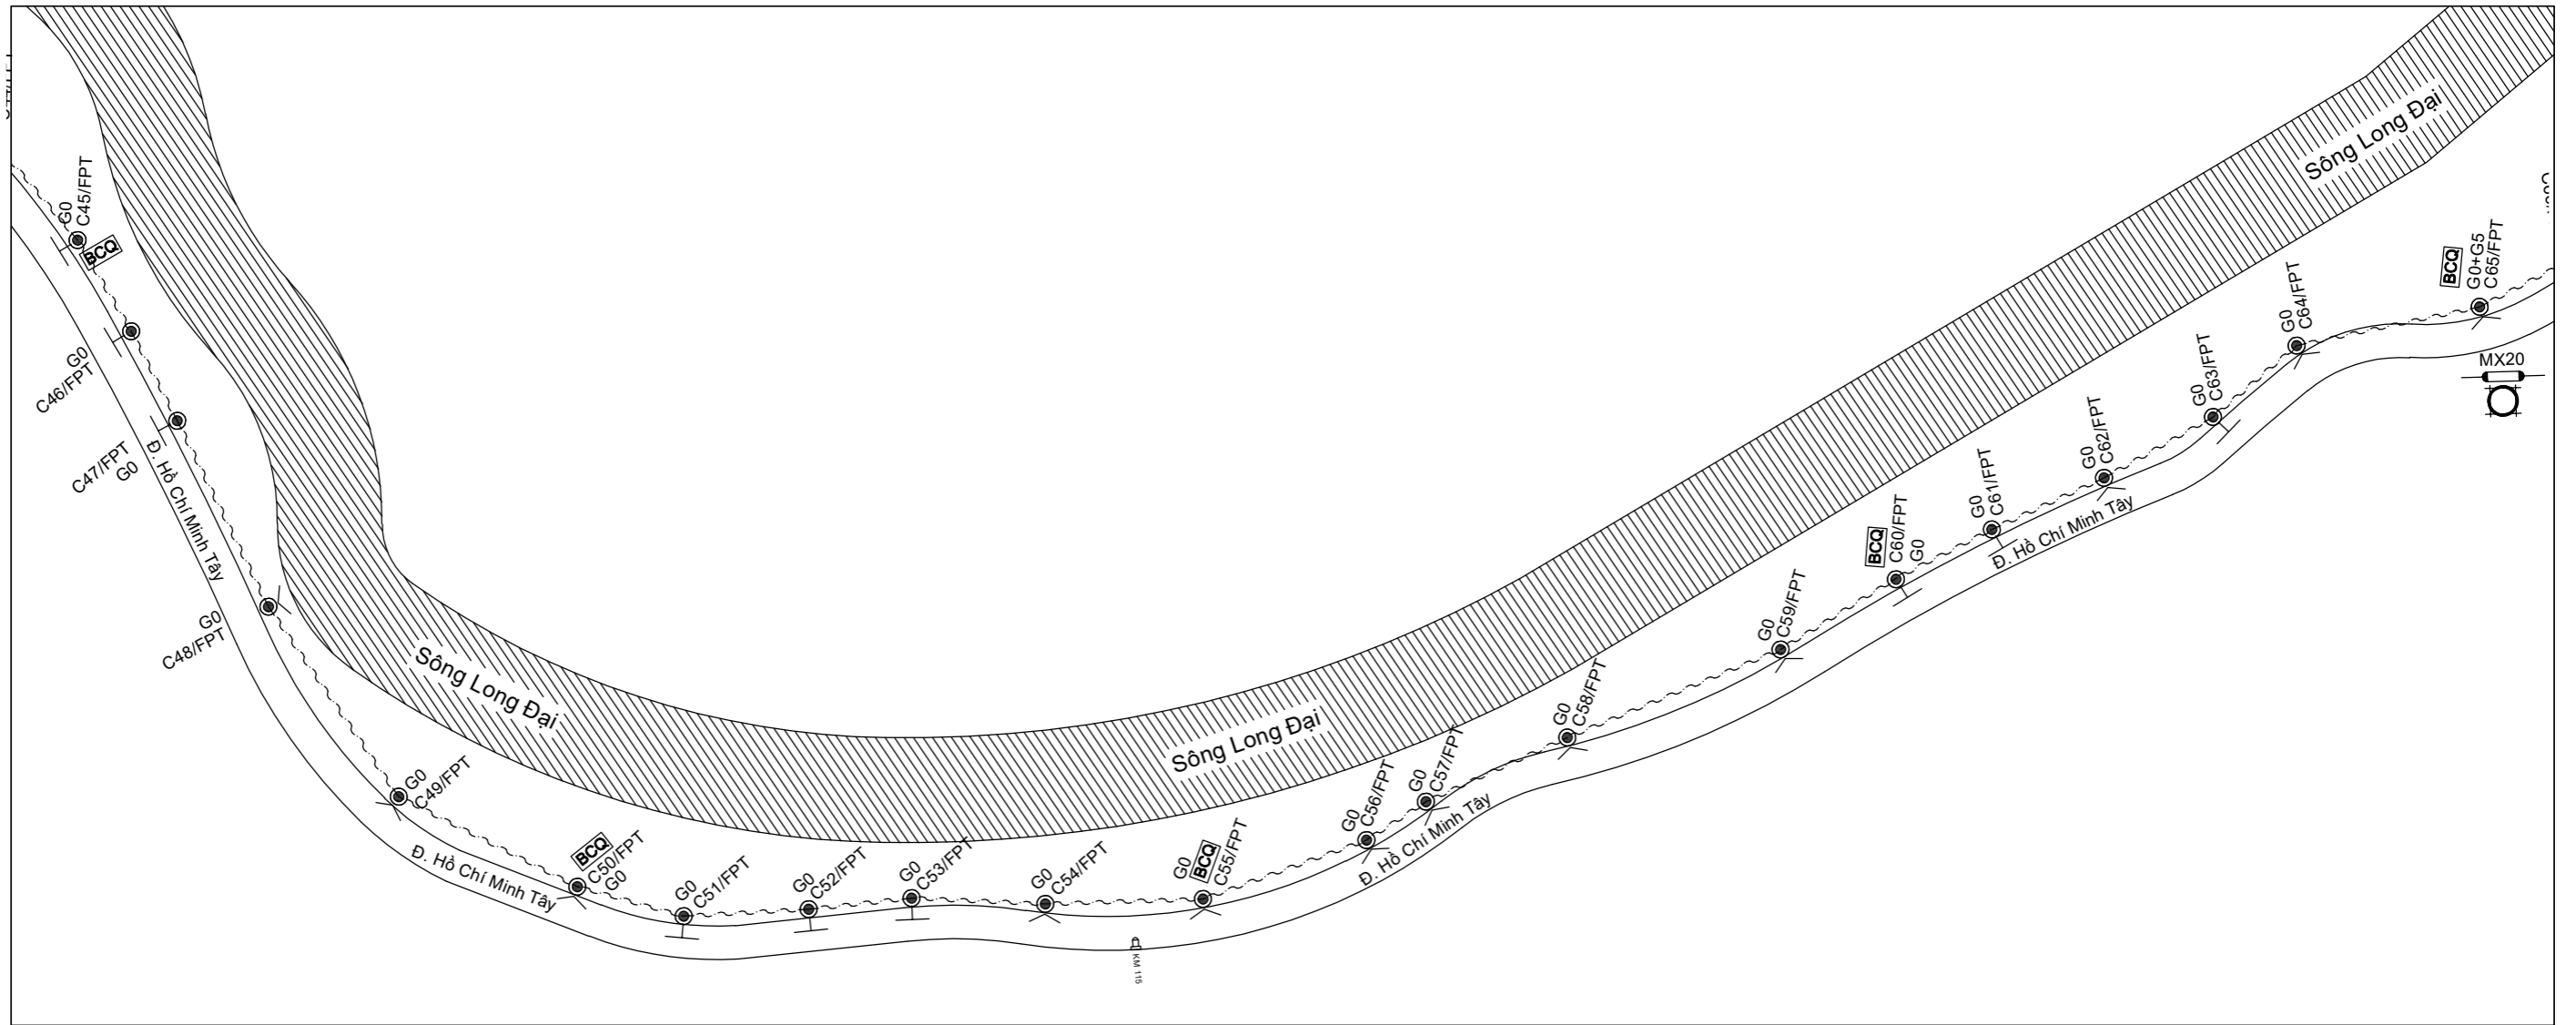 G0
C45/FPT
BCQ
G0
C46/FPT
C47/FPT
G0
Đ. Hồ Chí Minh Tây
G0
C48/FPT
Sông Long Đại
G0
C49/FPT
Đ. Hồ Chí Minh Tây
BCQ
C50/FPT
G0
G0
C51/FPT
G0
C52/FPT
G0
C53/FPT
G0
C54/FPT
KM 115
G0
BCQ
C55/FPT
Sông Long Đại
G0
C56/FPT
G0
C57/FPT
Đ. Hồ Chí Minh Tây
G0
C58/FPT
G0
C59/FPT
BCQ
C60/FPT
G0
G0
C61/FPT
Đ. Hồ Chí Minh Tây
G0
C62/FPT
G0
C63/FPT
G0
C64/FPT
Sông Long Đại
BCQ
G0+G5
C65/FPT
MX20